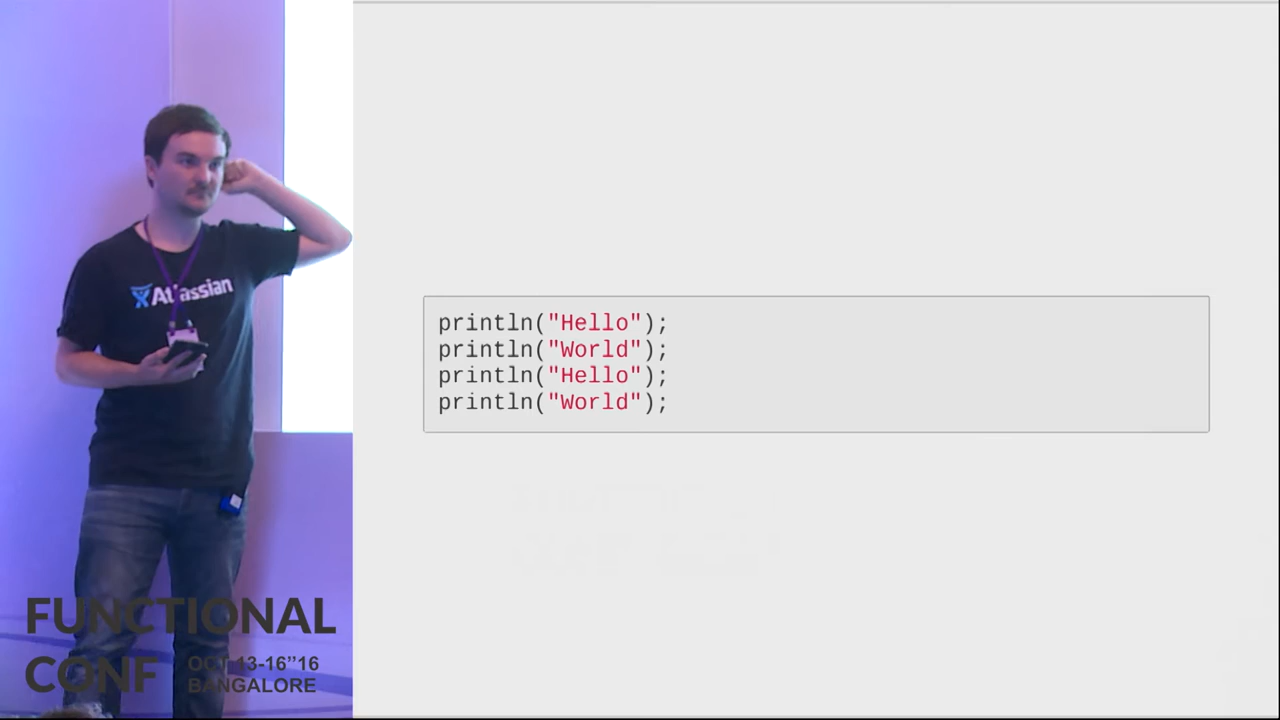 Atlassian
println("Hello");
println("World");
println("Hello");
println("World");
FUNCTIONAL
CONF
OCT 13-16”16
BANGALORE